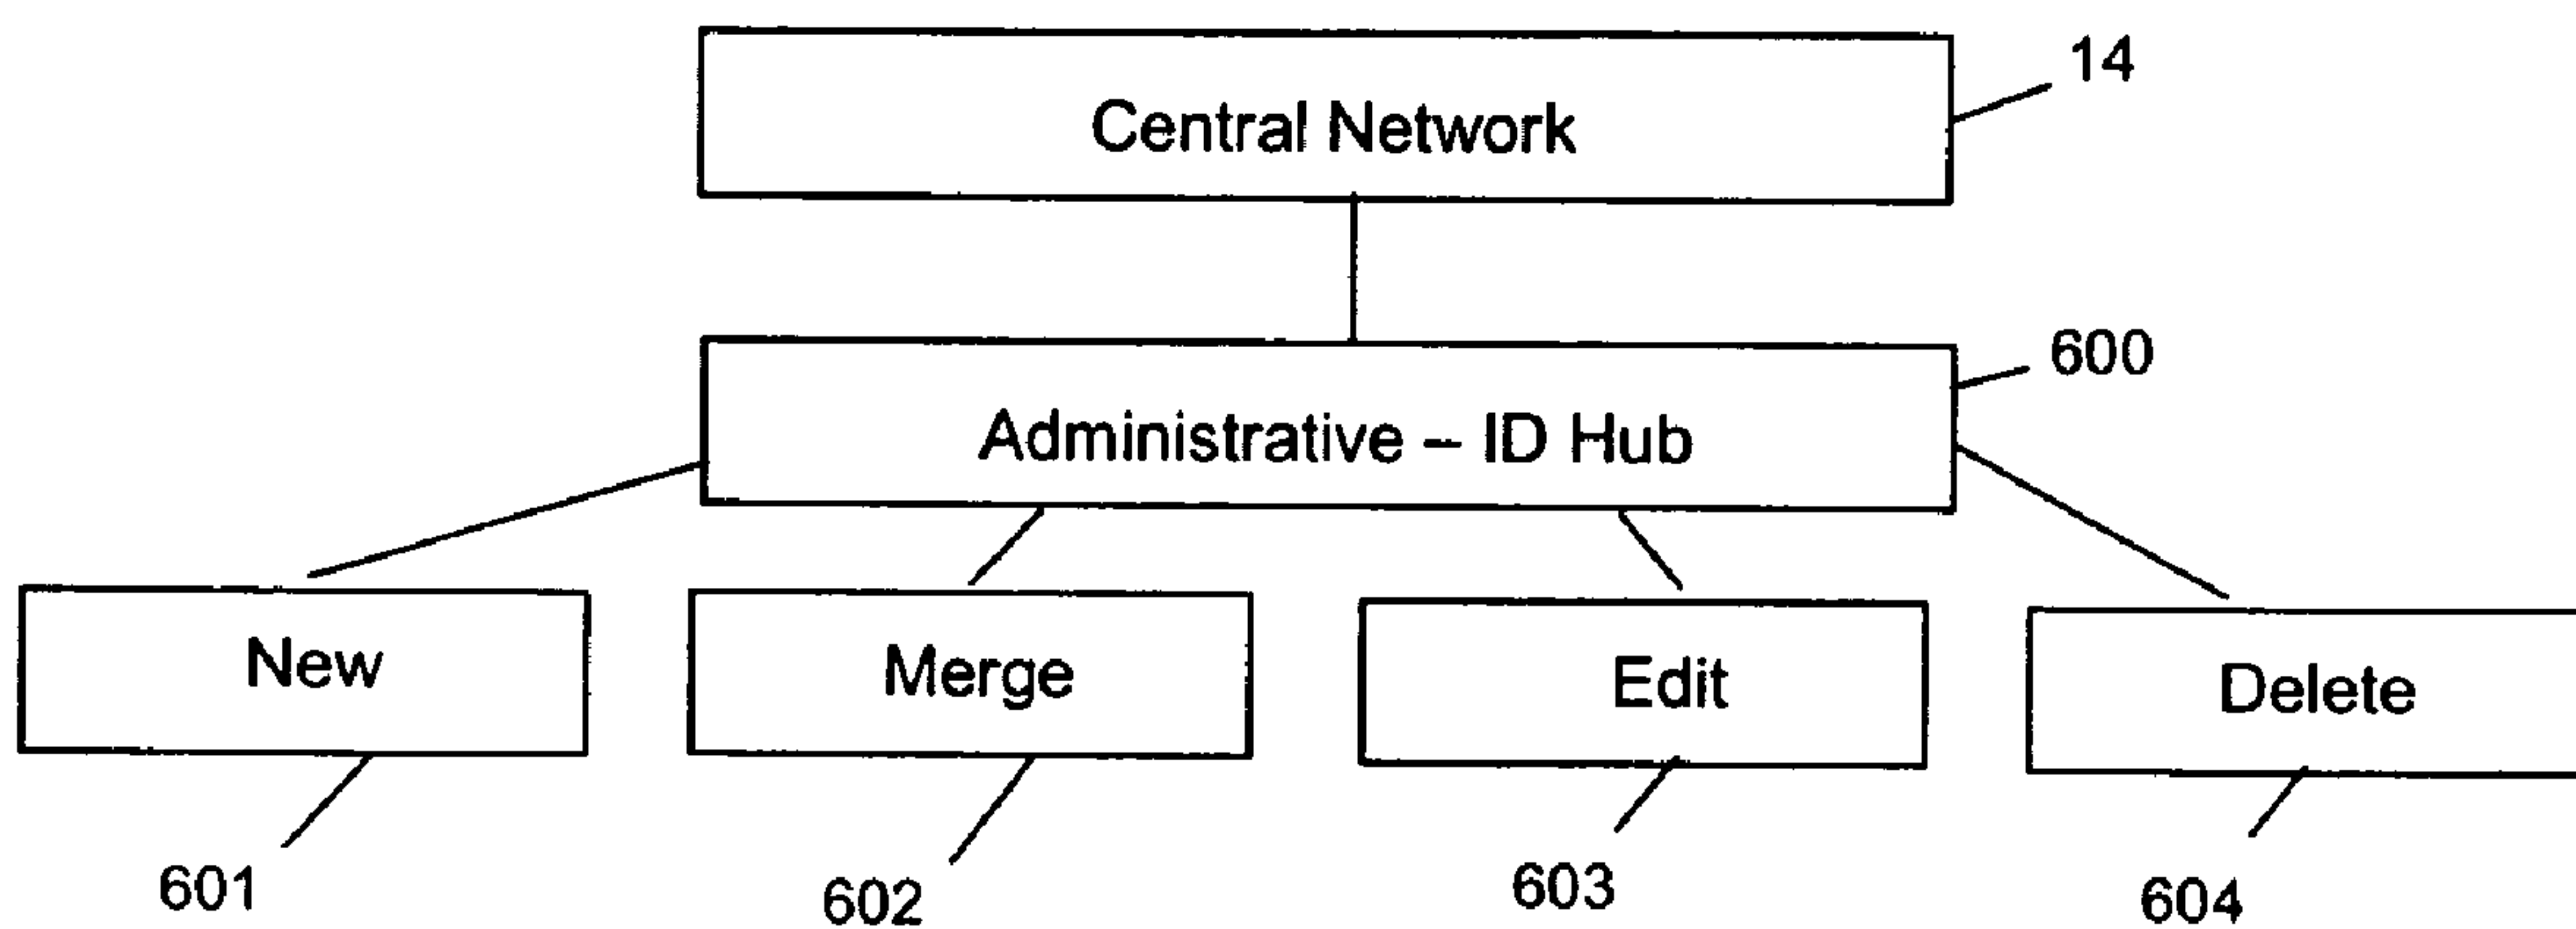 14
Central Network
600
Administrative – ID Hub
New
Merge
Edit
Delete
601
602
603
604